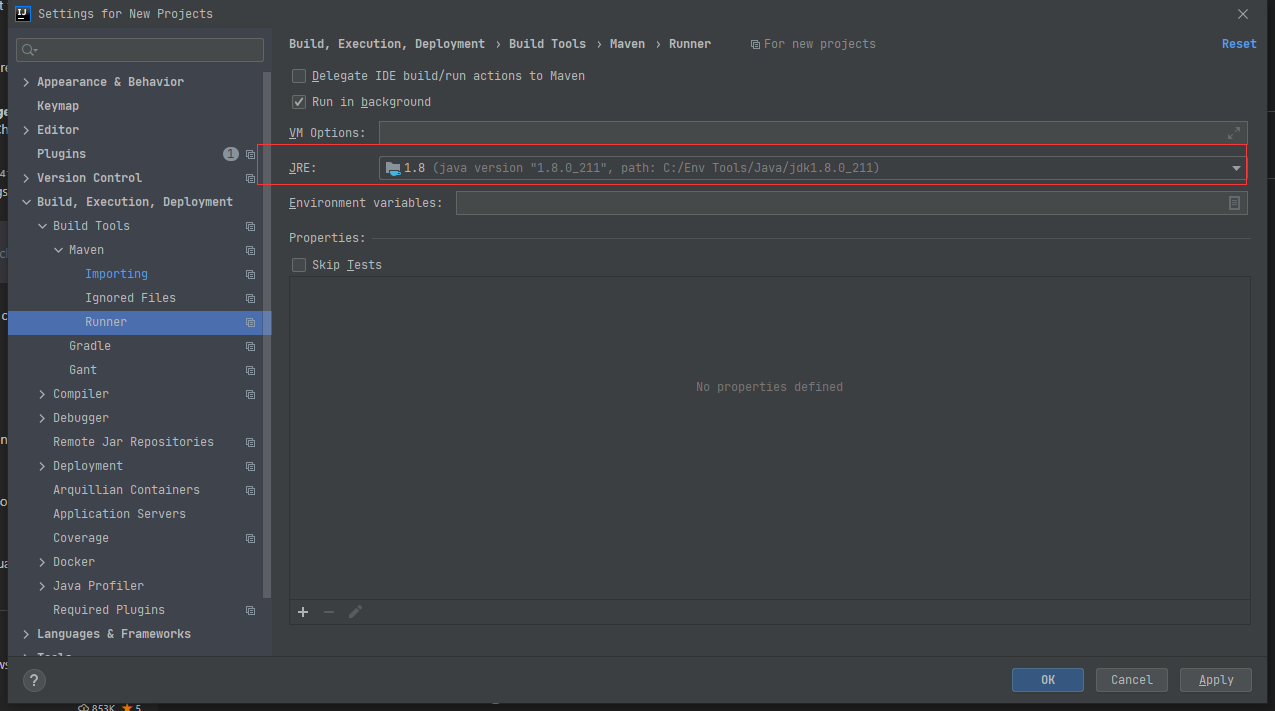 Settings for New Projects
Build, Execution, Deployment › Build Tools › Maven › Runner For new projects Reset
Appearance & Behavior
Keymap
Editor
Plugins 1
Version Control
Build, Execution, Deployment
Build Tools
Maven
Importing
Ignored Files
Runner
Gradle
Gant
Compiler
Debugger
Remote Jar Repositories
Deployment
Arquillian Containers
Application Servers
Coverage
Docker
Java Profiler
Required Plugins
Languages & Frameworks
Tools
Delegate IDE build/run actions to Maven
Run in background
VM Options:
JRE: 1.8 (java version "1.8.0_211", path: C:/Env Tools/Java/jdk1.8.0_211)
Environment variables:
Properties:
Skip Tests
No properties defined
? OK Cancel Apply
853K 5